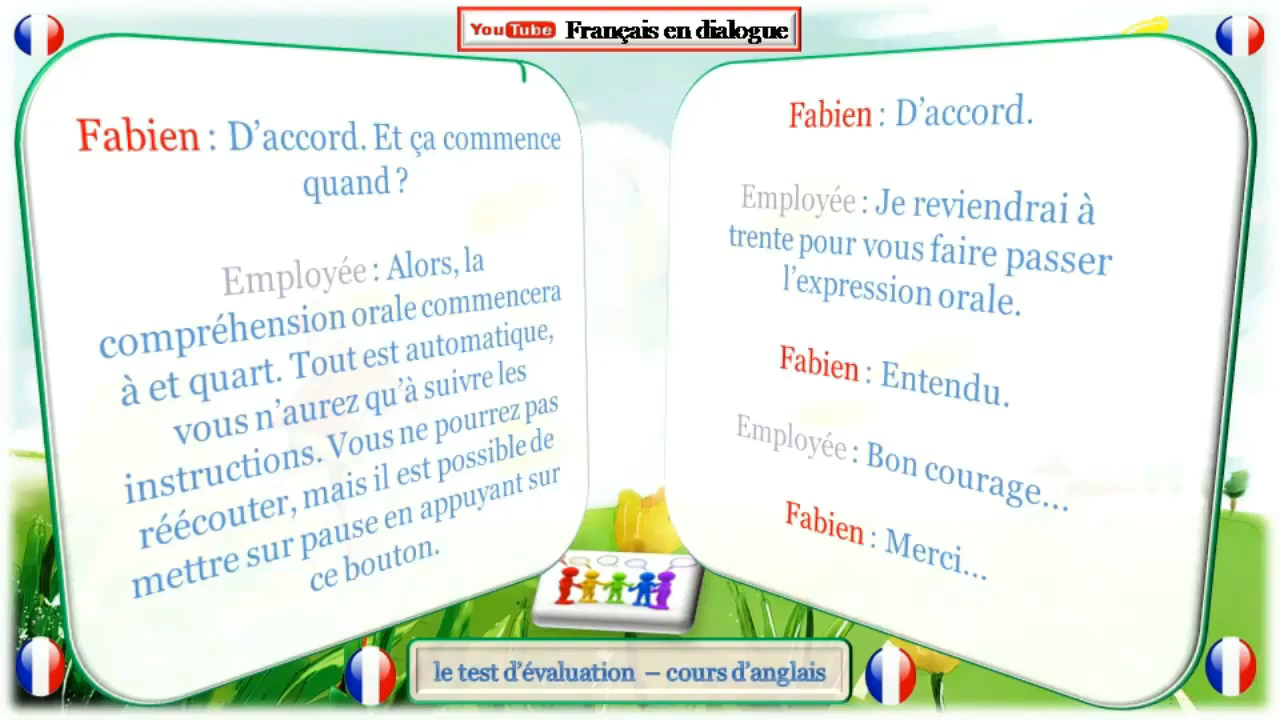 YouTube Français en dialogue
Fabien : D’accord. Et ça commence
quand ?
Employée : Alors, la
compréhension orale commencera
à et quart. Tout est automatique,
vous n’aurez qu’à suivre les
instructions. Vous ne pourrez pas
réécouter, mais il est possible de
mettre sur pause en appuyant sur
ce bouton.
Fabien : D’accord.
Employée : Je reviendrai à
trente pour vous faire passer
l’expression orale.
Fabien : Entendu.
Employée : Bon courage…
Fabien : Merci…
le test d’évaluation – cours d’anglais